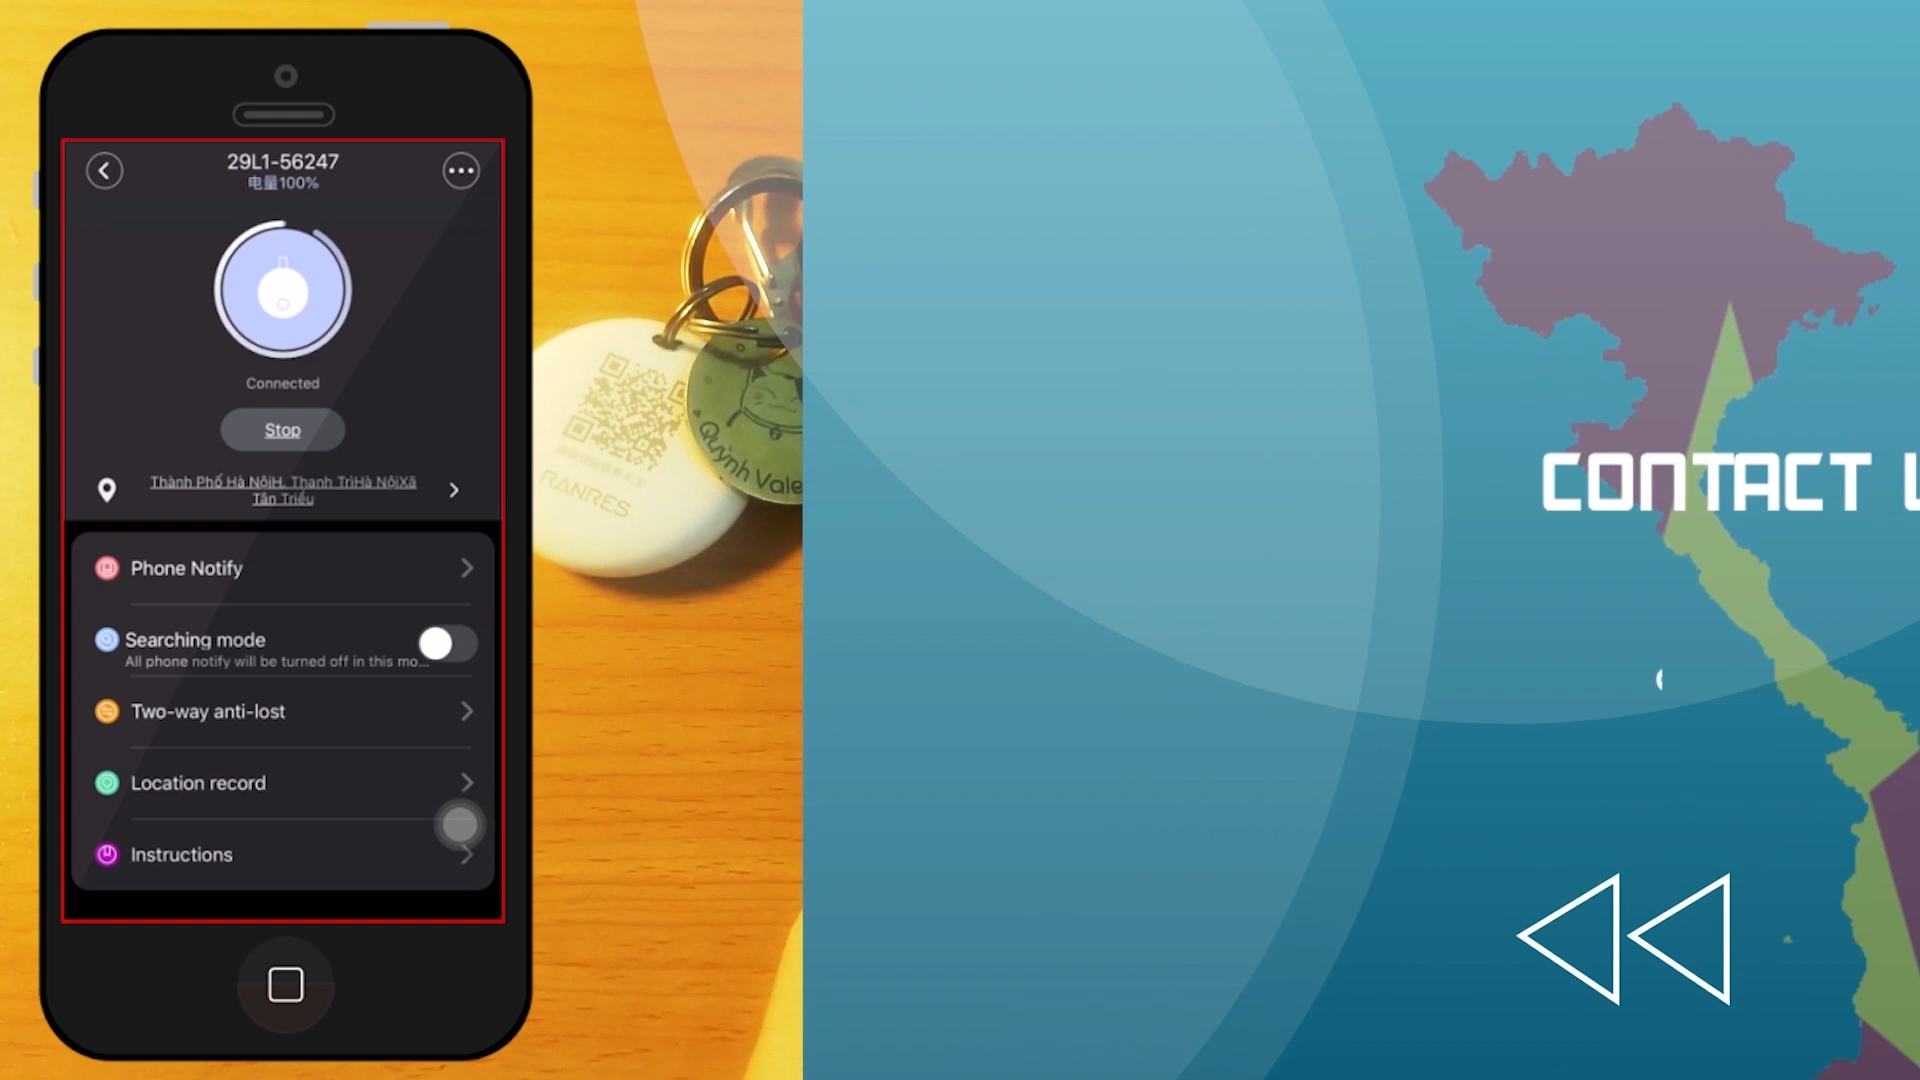 29L1-56247
电量100%
Connected
Stop
Thành Phố Hà NộiH, Thanh TrìHà NộiXã
Tân Triều
Phone Notify
Searching mode
All phone notify will be turned off in this mo...
Two-way anti-lost
Location record
Instructions
RANRES
Quỳnh Vale
CONTACT